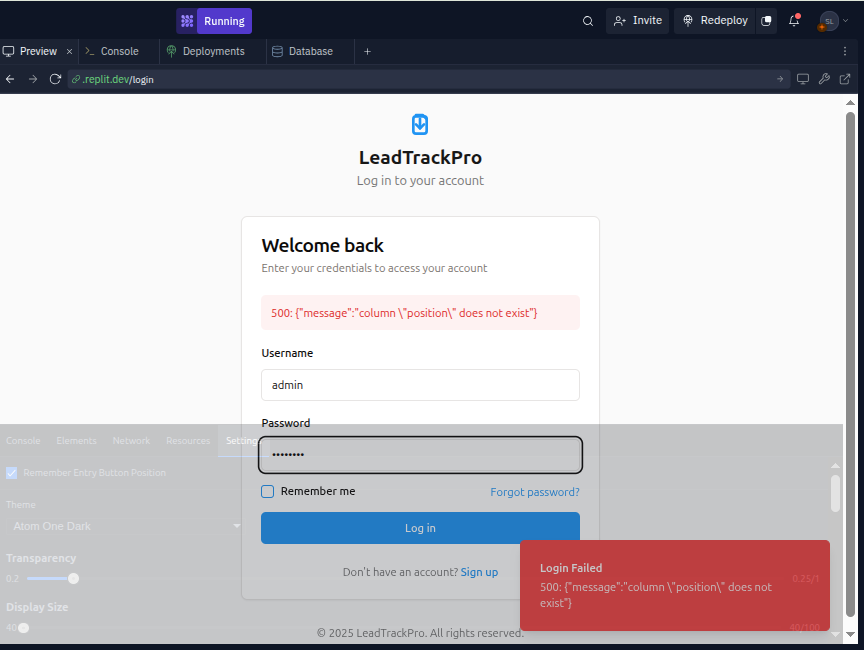 Running
Invite
Redeploy
SL
Preview
Console
Deployments
Database
.replit.dev/login
LeadTrackPro
Log in to your account
Welcome back
Enter your credentials to access your account
500: {"message":"column \"position\" does not exist"}
Username
admin
Password
Console Elements Network Resources Settings
••••••••
Remember Entry Button Position
Remember me
Forgot password?
Theme
Atom One Dark
Log in
Transparency
0.2
0.25/1
Don't have an account? Sign up
Login Failed
500: {"message":"column \"position\" does not
exist"}
Display Size
40
40/100
© 2025 LeadTrackPro. All rights reserved.